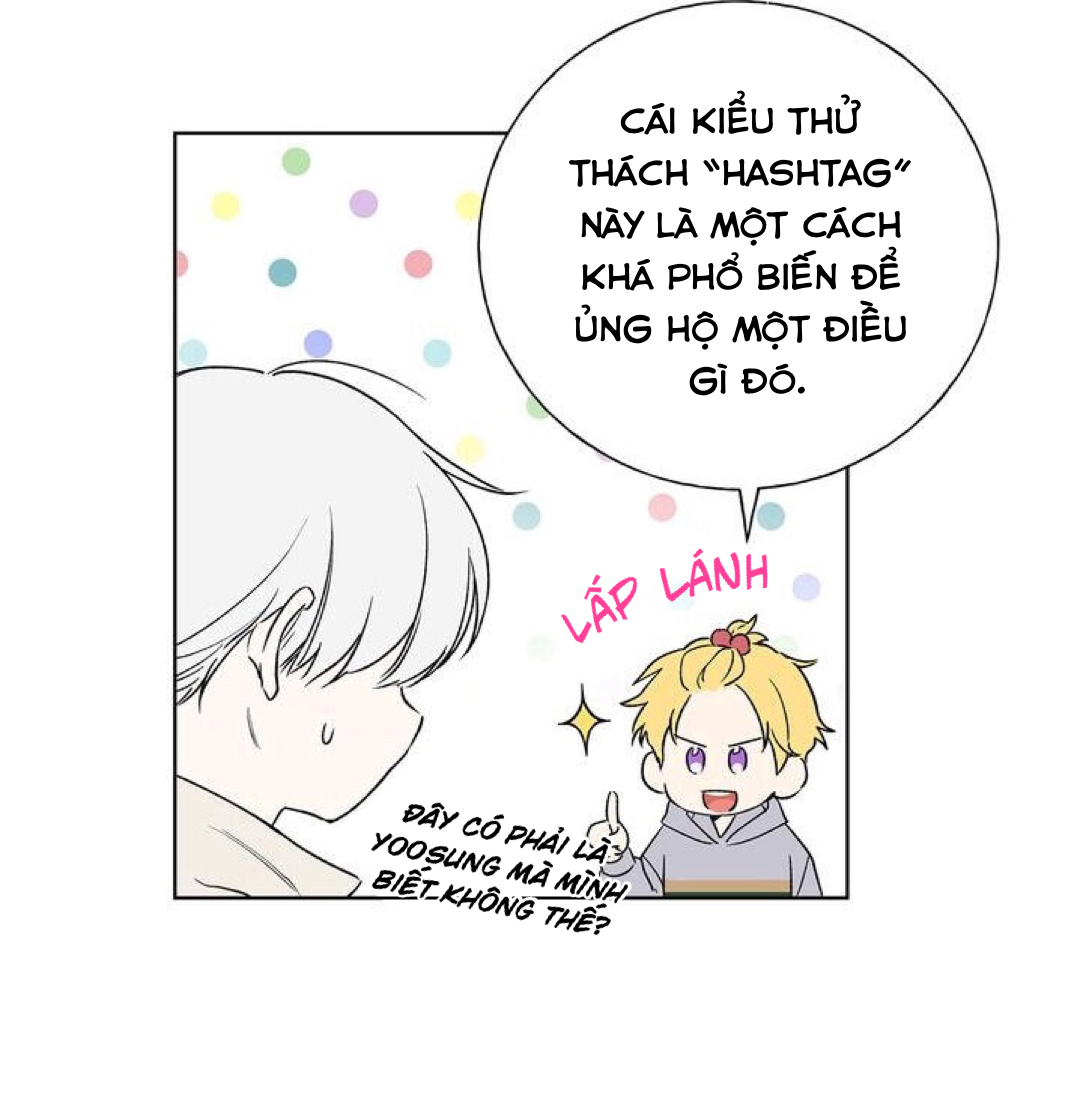 CÁI KIỂU THỬ
THÁCH “HASHTAG”
NÀY LÀ MỘT CÁCH
KHÁ PHỔ BIẾN ĐỂ
ỦNG HỘ MỘT ĐIỀU
GÌ ĐÓ.
LẤP LÁNH
ĐÂY CÓ PHẢI LÀ
YOOSUNG MÀ MÌNH
BIẾT KHÔNG THẾ?